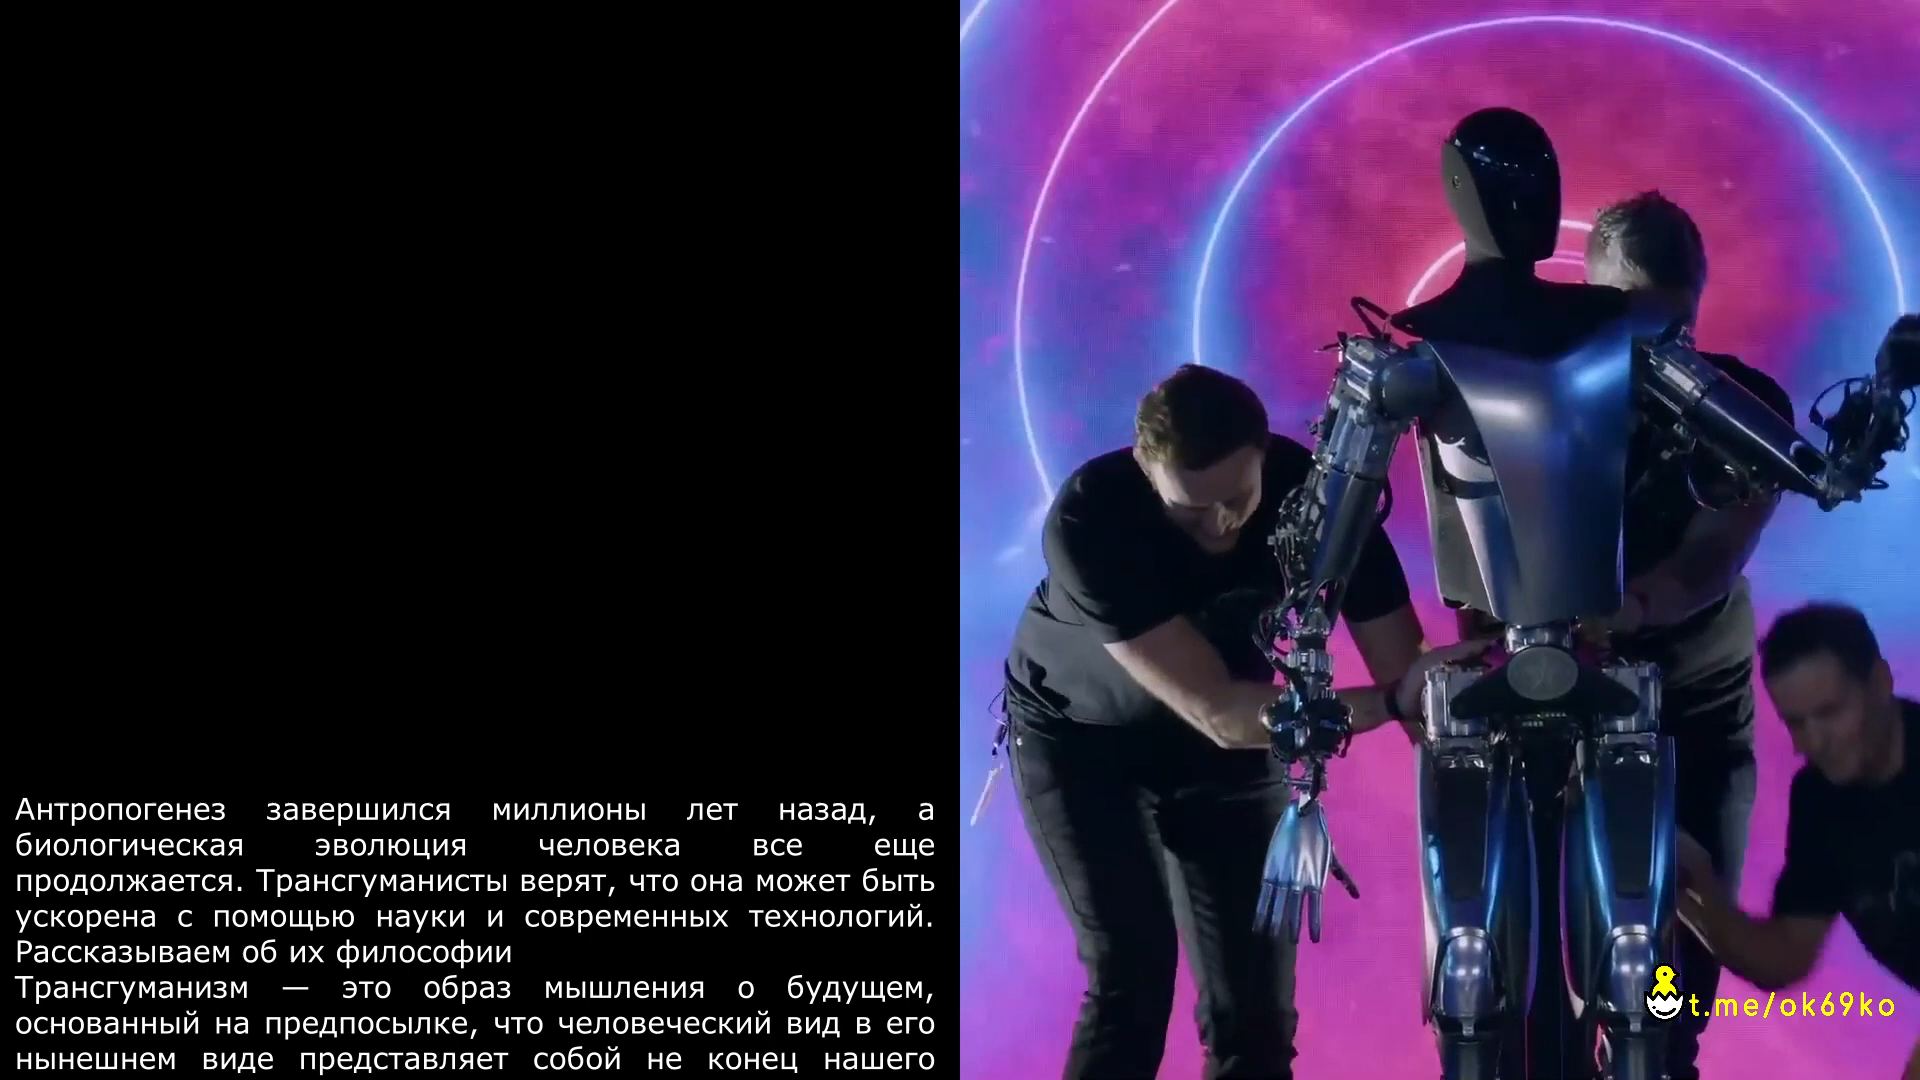 Антропогенез завершился миллионы лет назад, а
биологическая эволюция человека все еще
продолжается. Трансгуманисты верят, что она может быть
ускорена с помощью науки и современных технологий.
Рассказываем об их философии
Трансгуманизм — это образ мышления о будущем,
основанный на предпосылке, что человеческий вид в его
нынешнем виде представляет собой не конец нашего
t.me/ok69ko